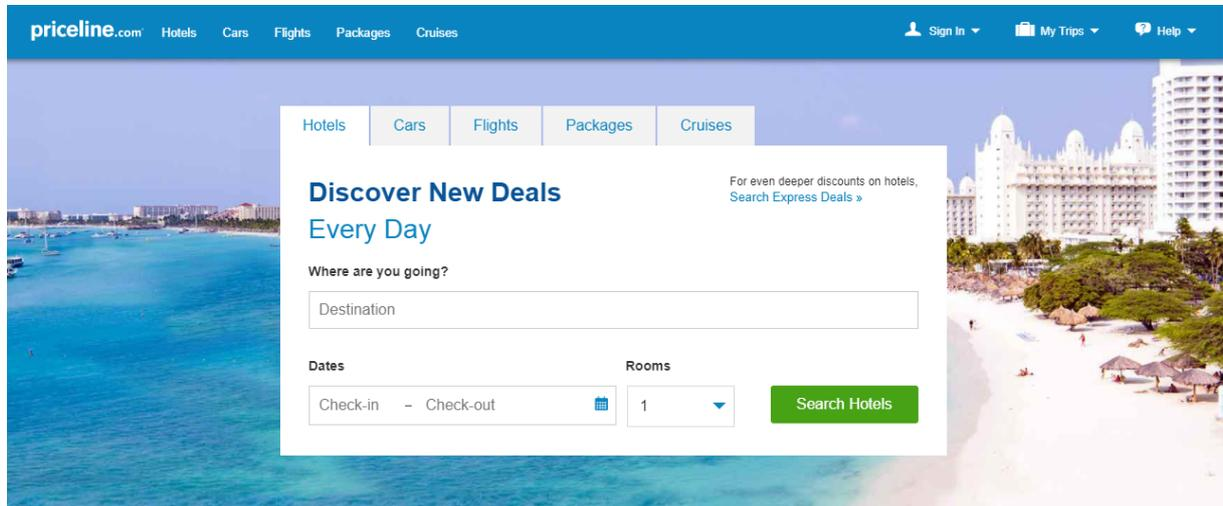 priceline.com Hotels Cars Flights Packages Cruises Sign In My Trips Help
Hotels Cars Flights Packages Cruises
Discover New Deals
Every Day
For even deeper discounts on hotels,
Search Express Deals »
Where are you going?
Destination
Dates Rooms
Check-in – Check-out 1 Search Hotels